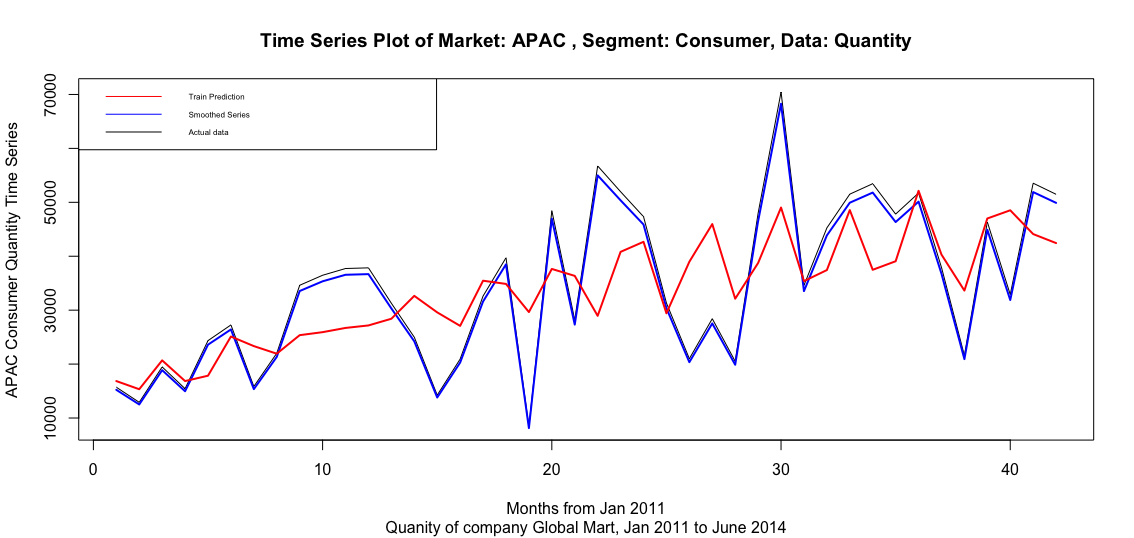 Time Series Plot of Market: APAC , Segment: Consumer, Data: Quantity
APAC Consumer Quantity Time Series
70000
50000
30000
10000
Train Prediction
Smoothed Series
Actual data
0 10 20 30 40
Months from Jan 2011
Quanity of company Global Mart, Jan 2011 to June 2014